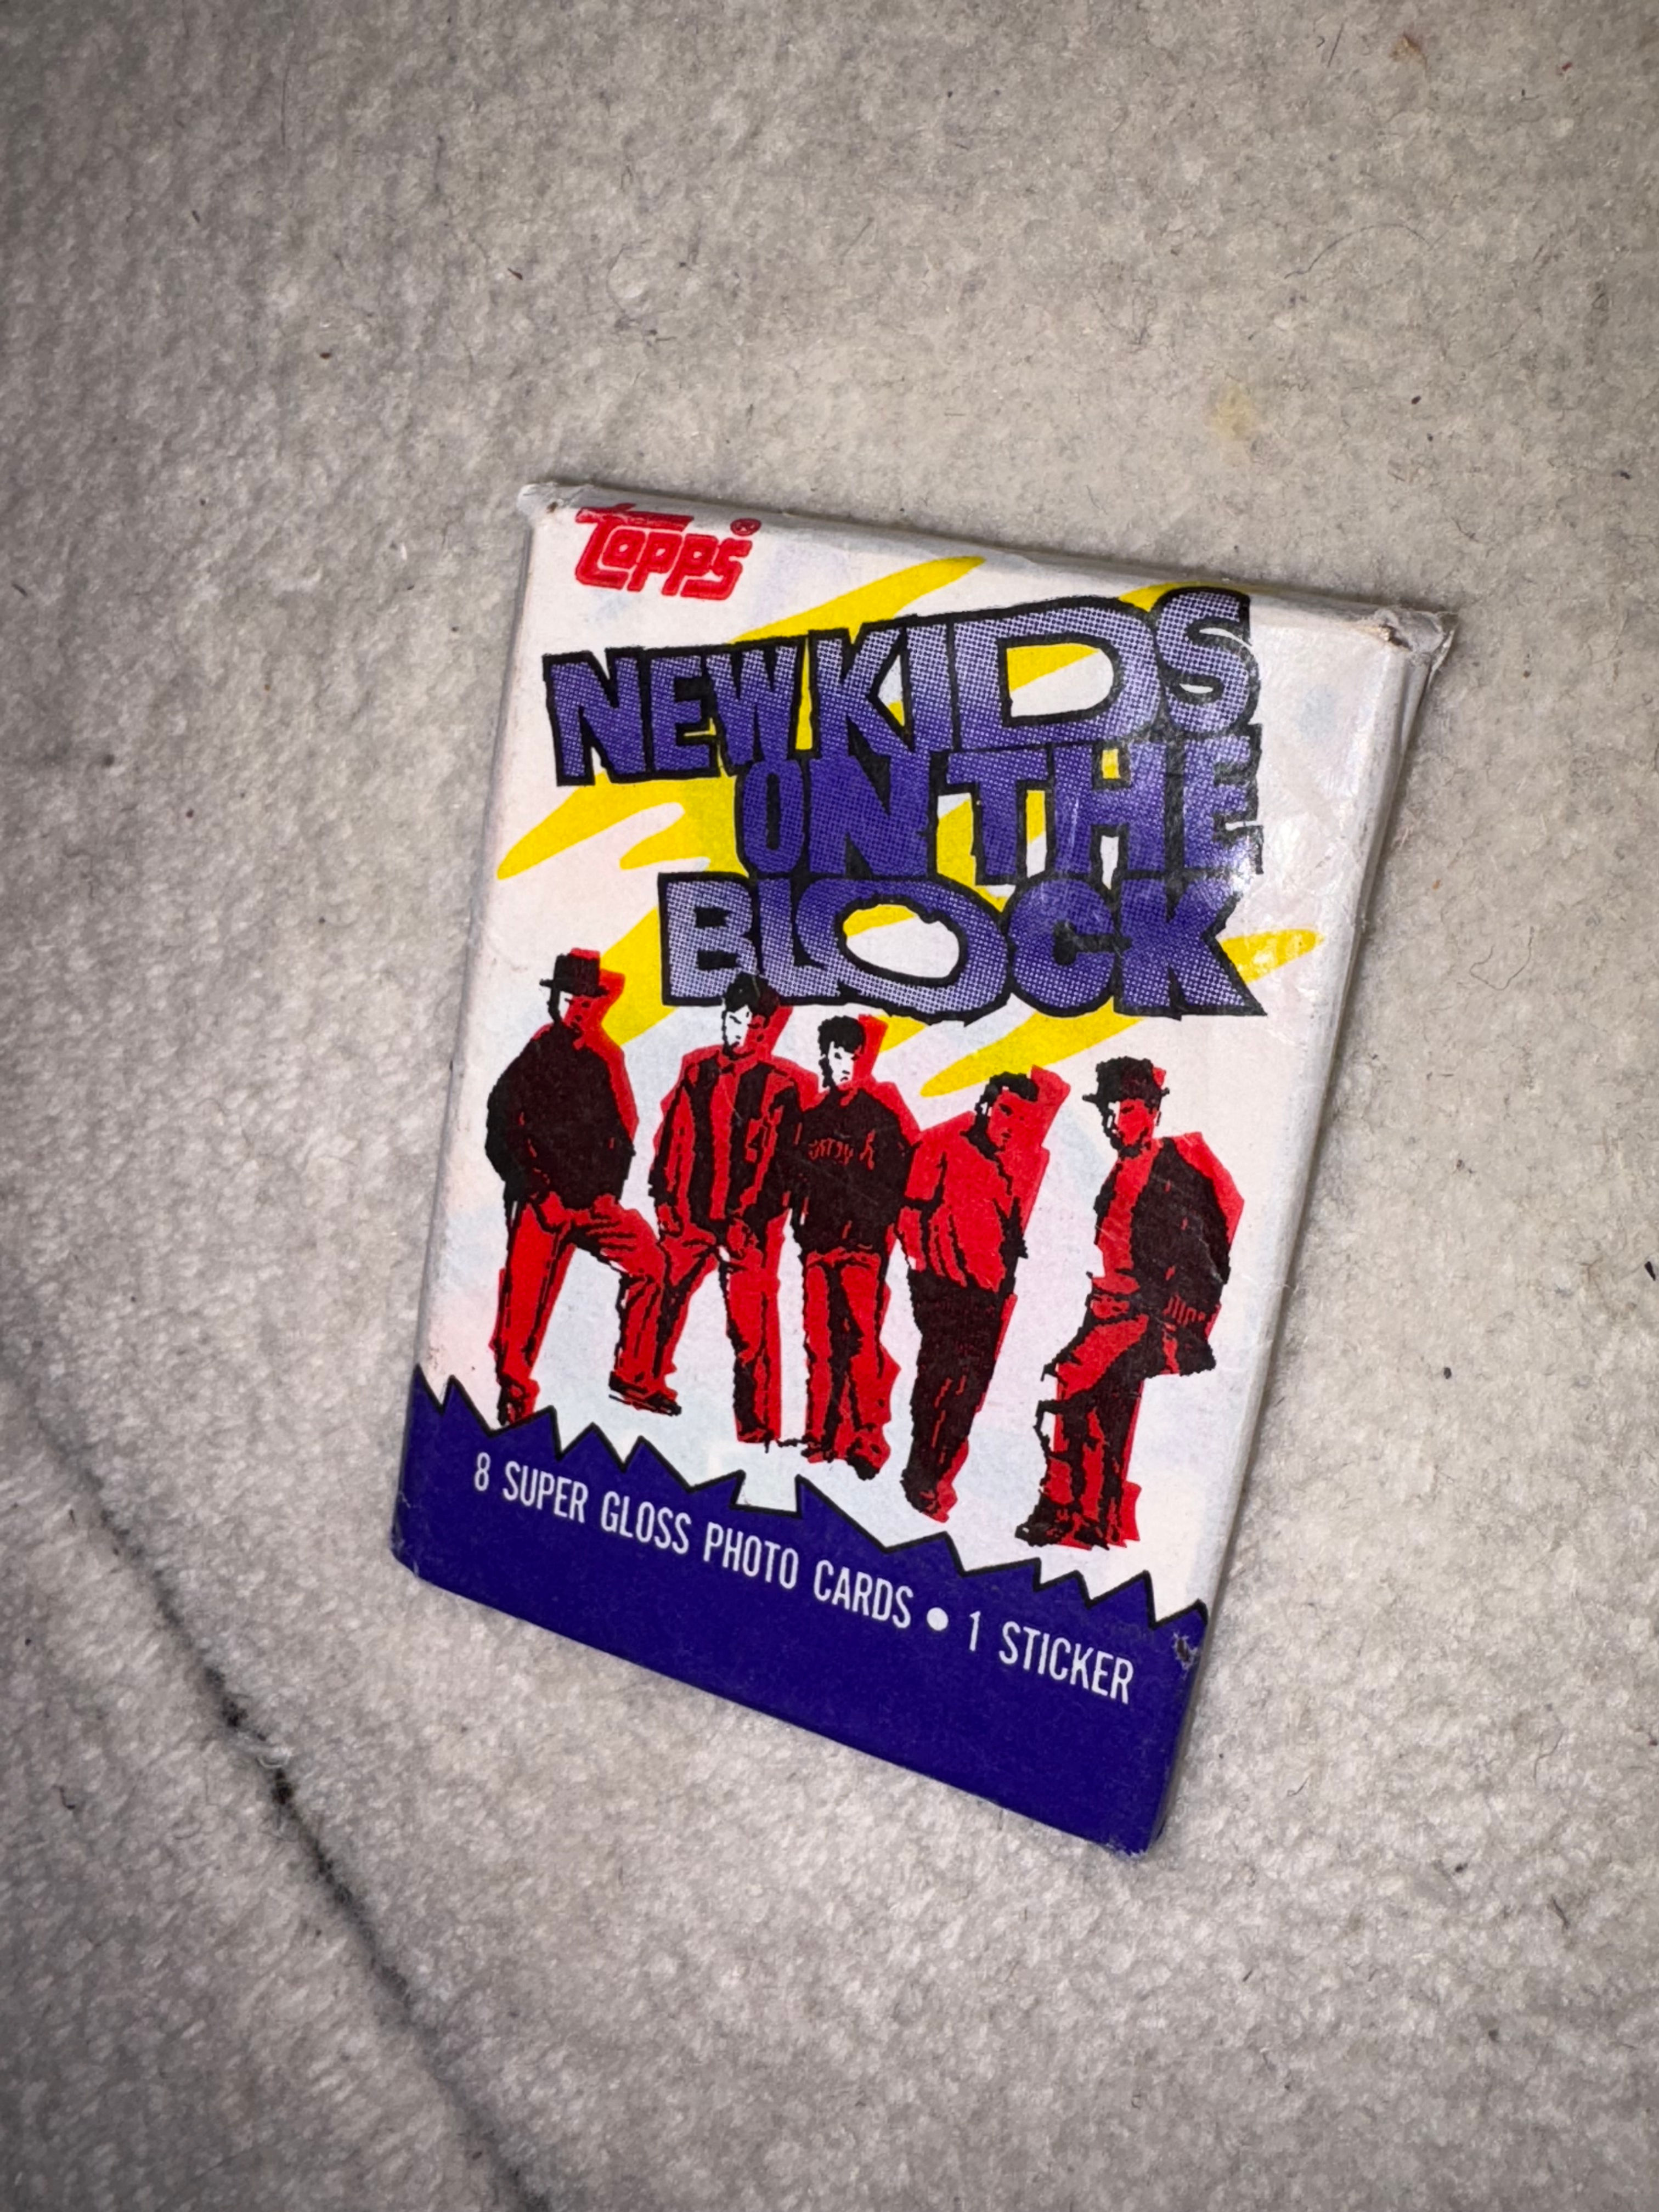 Topps®
NEW KIDS
ON THE
BLOCK
8 SUPER GLOSS PHOTO CARDS • 1 STICKER